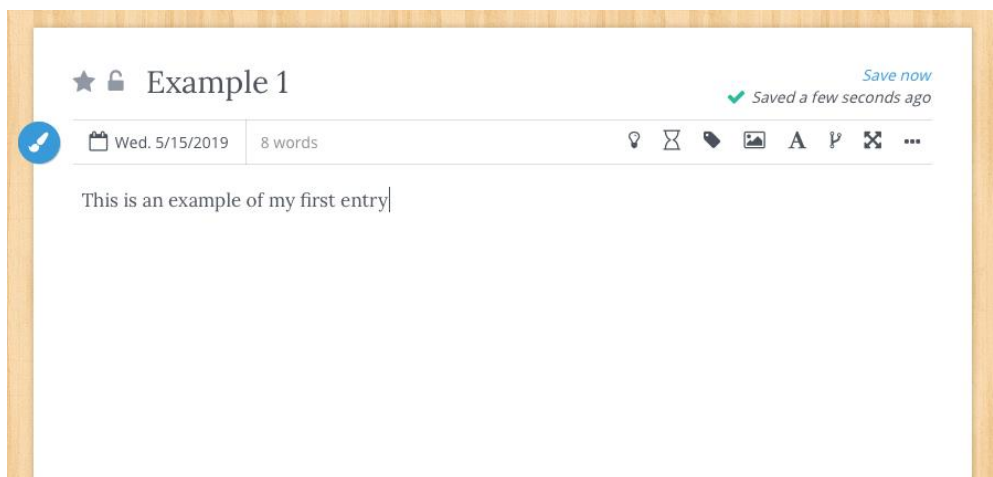 Example 1
Save now
Saved a few seconds ago
Wed. 5/15/2019
8 words
This is an example of my first entry